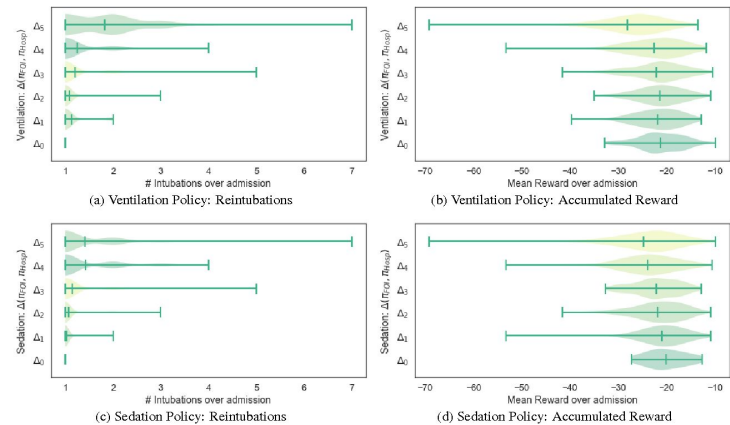 Ventilation: Δ(π_FQI, π_Hosp)
Δ₅
Δ₄
Δ₃
Δ₂
Δ₁
Δ₀
1 2 3 4 5 6 7
# Intubations over admission
(a) Ventilation Policy: Reintubations
Ventilation: Δ(π_FQI, π_Hosp)
Δ₅
Δ₄
Δ₃
Δ₂
Δ₁
Δ₀
−70 −60 −50 −40 −30 −20 −10
Mean Reward over admission
(b) Ventilation Policy: Accumulated Reward
Sedation: Δ(π_FQI, π_Hosp)
Δ₅
Δ₄
Δ₃
Δ₂
Δ₁
Δ₀
1 2 3 4 5 6 7
# Intubations over admission
(c) Sedation Policy: Reintubations
Sedation: Δ(π_FQI, π_Hosp)
Δ₅
Δ₄
Δ₃
Δ₂
Δ₁
Δ₀
−70 −60 −50 −40 −30 −20 −10
Mean Reward over admission
(d) Sedation Policy: Accumulated Reward